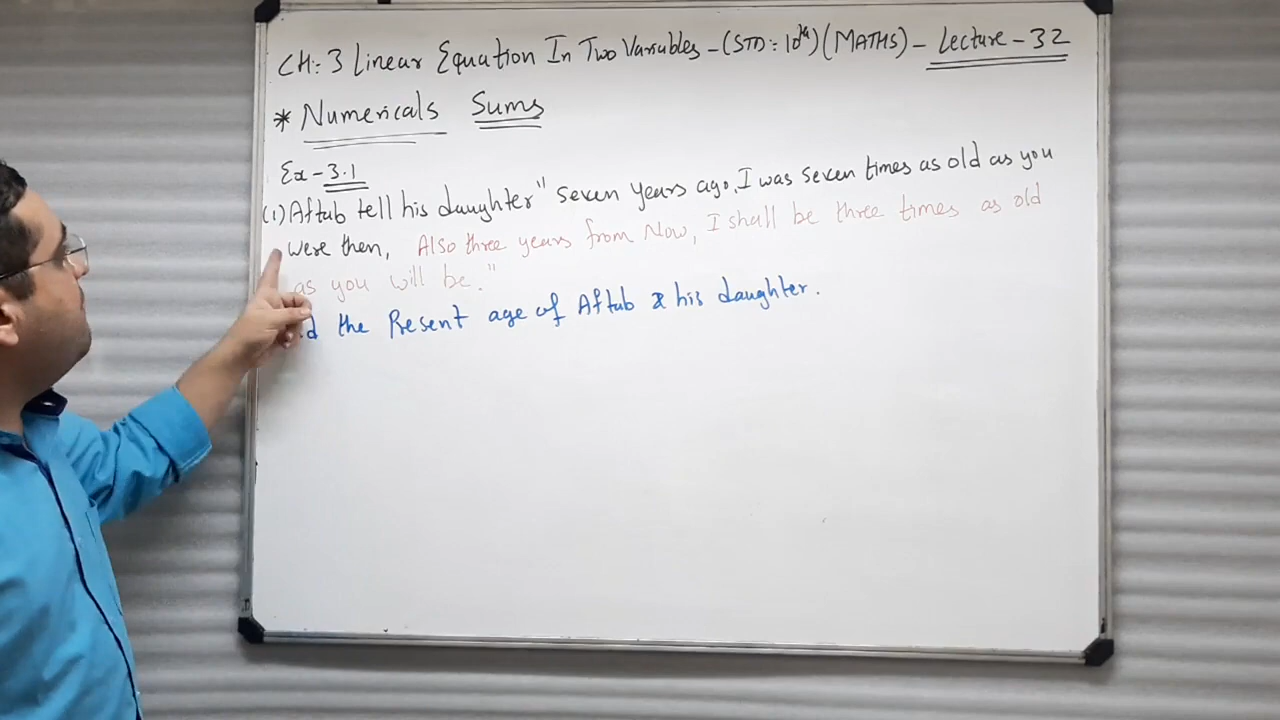 CH: 3 Linear Equation In Two Variables - (STD: 10th) (MATHS) - Lecture - 32
* Numericals Sums
Ex - 3.1
(1) Aftab tell his daughter" Seven years ago, I was seven times as old as you
were then, Also three years from Now, I shall be three times as old
as you will be."
the Present age of Aftab & his daughter.